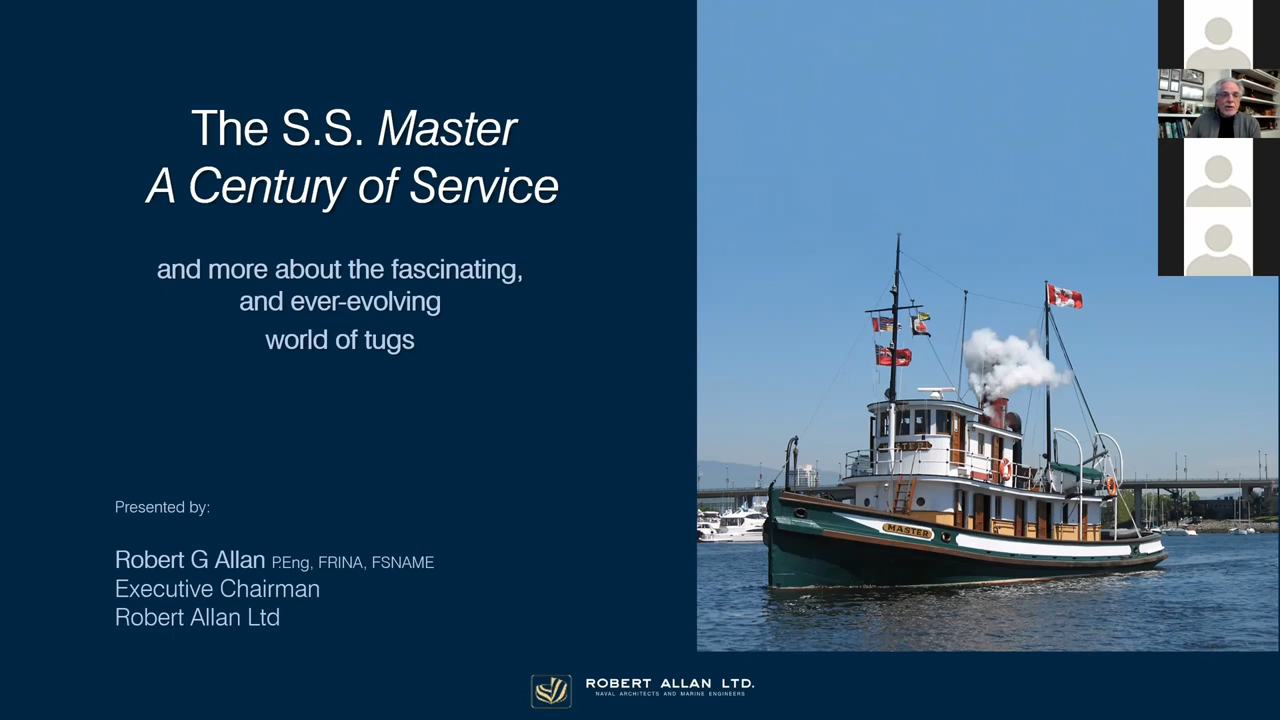 The S.S. Master
A Century of Service
and more about the fascinating,
and ever-evolving
world of tugs
Presented by:
Robert G Allan P.Eng, FRINA, FSNAME
Executive Chairman
Robert Allan Ltd
MASTER
MASTER
ROBERT ALLAN LTD.
NAVAL ARCHITECTS AND MARINE ENGINEERS